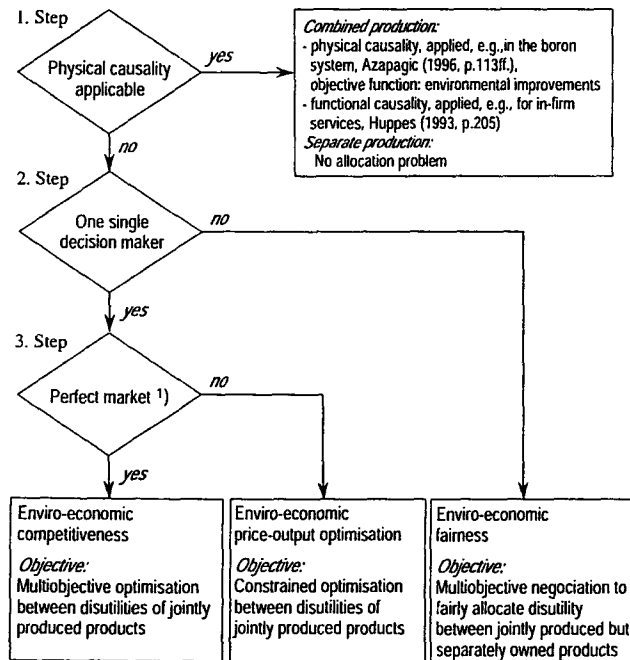 1. Step
Physical causality
applicable
yes
Combined production:
- physical causality, applied, e.g.,in the boron
system, Azapagic (1996, p.113ff.),
objective function: environmental improvements
- functional causality, applied, e.g., for in-firm
services, Huppes (1993, p.205)
Separate production:
No allocation problem
no
2. Step
One single
decision maker
no
yes
3. Step
Perfect market 1)
no
yes
Enviro-economic
competitiveness
Objective:
Multiobjective optimisation
between disutilities of jointly
produced products
Enviro-economic
price-output optimisation
Objective:
Constrained optimisation
between disutilities of
jointly produced products
Enviro-economic
fairness
Objective:
Multiobjective negociation to
fairly allocate disutility
between jointly produced but
separately owned products